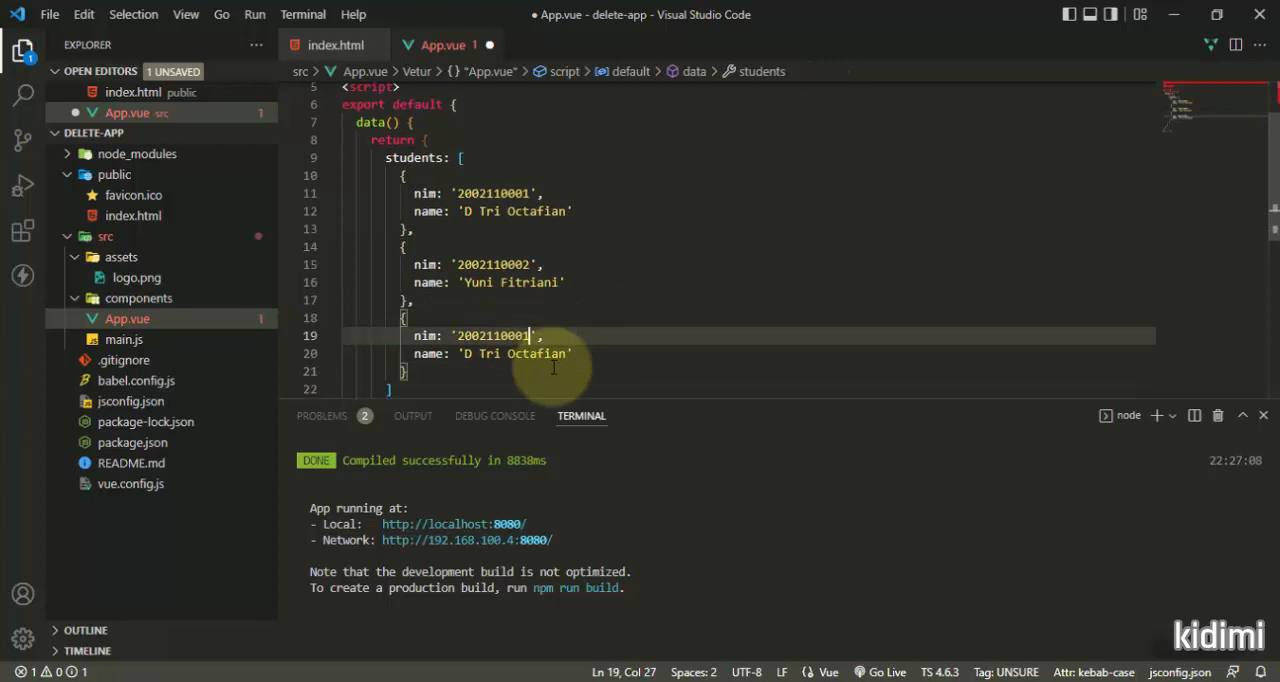 File Edit Selection View Go Run Terminal Help
● App.vue - delete-app - Visual Studio Code
EXPLORER
OPEN EDITORS 1 UNSAVED
index.html public
App.vue src 1
DELETE-APP
node_modules
public
favicon.ico
index.html
src
assets
logo.png
components
App.vue 1
main.js
.gitignore
babel.config.js
jsconfig.json
package-lock.json
package.json
README.md
vue.config.js
OUTLINE
TIMELINE
1
index.html App.vue 1
src > App.vue > Vetur > {} "App.vue" > script > default > data > students
5 <script>
6 export default {
7 data() {
8 return {
9 students: [
10 {
11 nim: '2002110001',
12 name: 'D Tri Octafian'
13 },
14 {
15 nim: '2002110002',
16 name: 'Yuni Fitriani'
17 },
18 {
19 nim: '2002110001',
20 name: 'D Tri Octafian'
21 }
22 ]
PROBLEMS 2 OUTPUT DEBUG CONSOLE TERMINAL
node
DONE Compiled successfully in 8838ms 22:27:08
App running at:
- Local: http://localhost:8080/
- Network: http://192.168.100.4:8080/
Note that the development build is not optimized.
To create a production build, run npm run build.
kidimi
1 0 1 Ln 19, Col 27 Spaces: 2 UTF-8 LF Vue Go Live TS 4.6.3 Tag: UNSURE Attr: kebab-case jsconfig.json